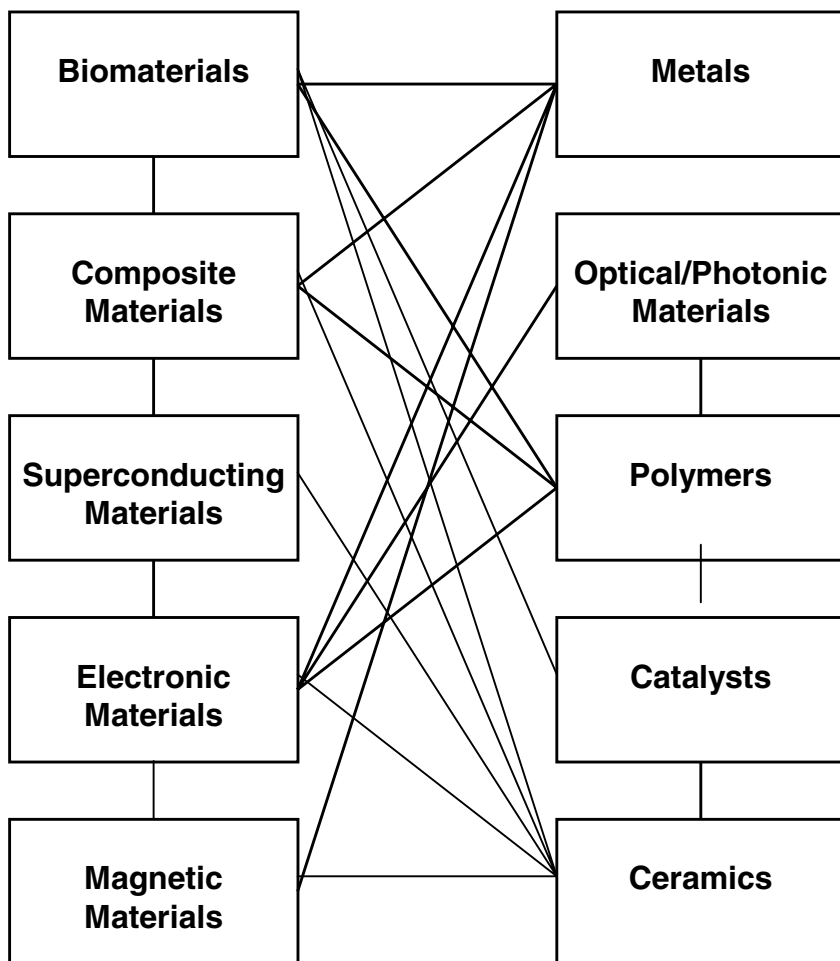 Biomaterials
Metals
Composite
Materials
Optical/Photonic
Materials
Superconducting
Materials
Polymers
Electronic
Materials
Catalysts
Magnetic
Materials
Ceramics